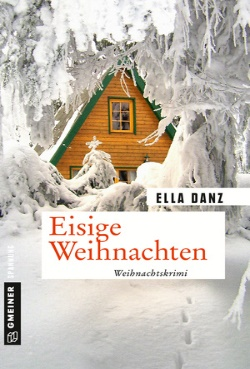 ELLA DANZ
Eisige
Weihnachten
Weihnachtskrimi
GMEINER
SPANNUNG